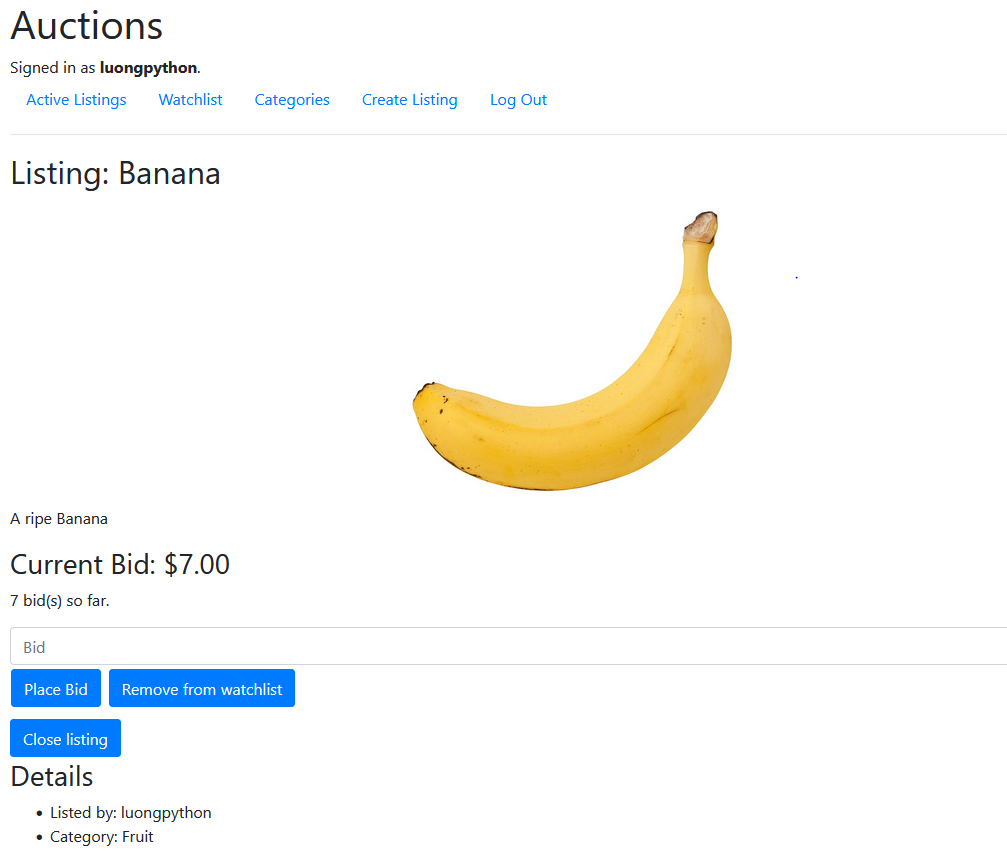 Auctions
Signed in as luongpython.
Active Listings Watchlist Categories Create Listing Log Out
Listing: Banana
A ripe Banana
Current Bid: $7.00
7 bid(s) so far.
Bid
Place Bid Remove from watchlist
Close listing
Details
Listed by: luongpython
Category: Fruit